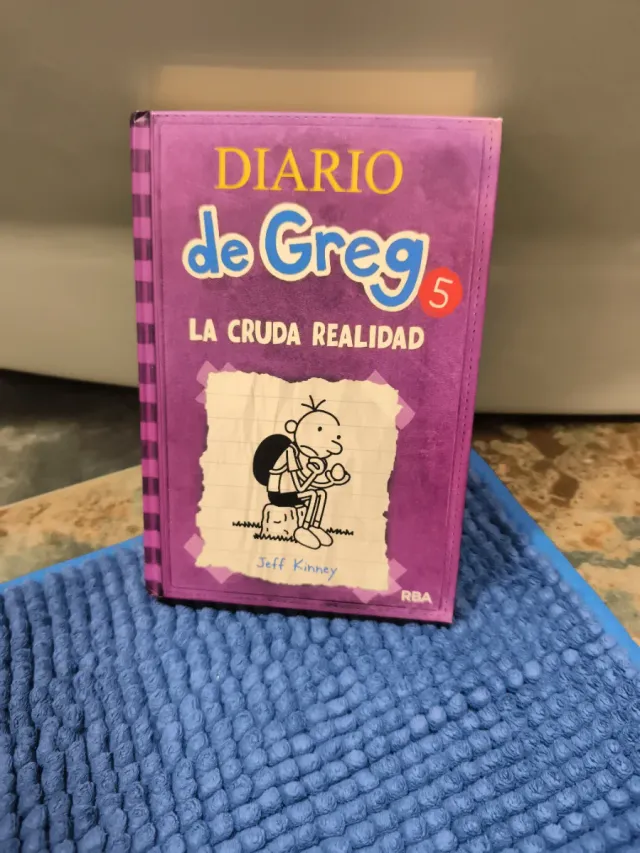 DIARIO
de Greg
5
LA CRUDA REALIDAD
Jeff Kinney
RBA